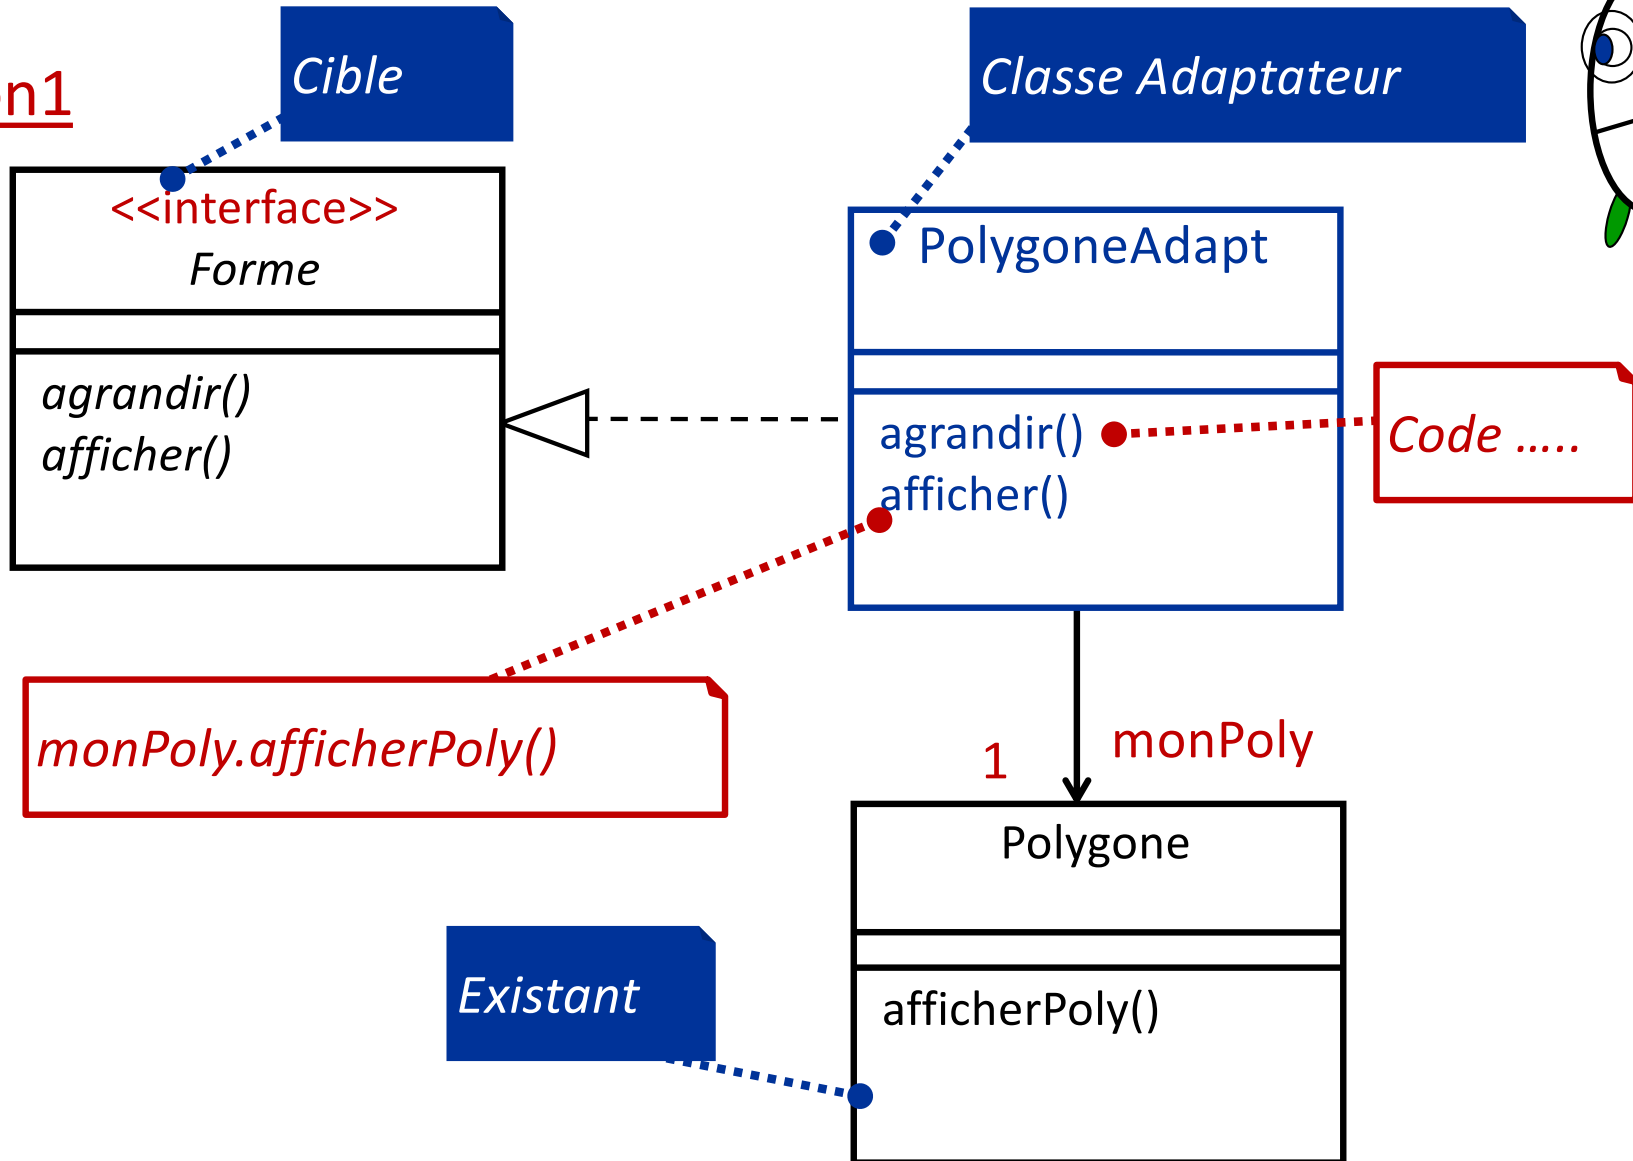 n1
Cible
Classe Adaptateur
<<interface>>
Forme
agrandir()
afficher()
PolygoneAdapt
agrandir()
afficher()
Code .....
monPoly.afficherPoly()
1
monPoly
Polygone
afficherPoly()
Existant